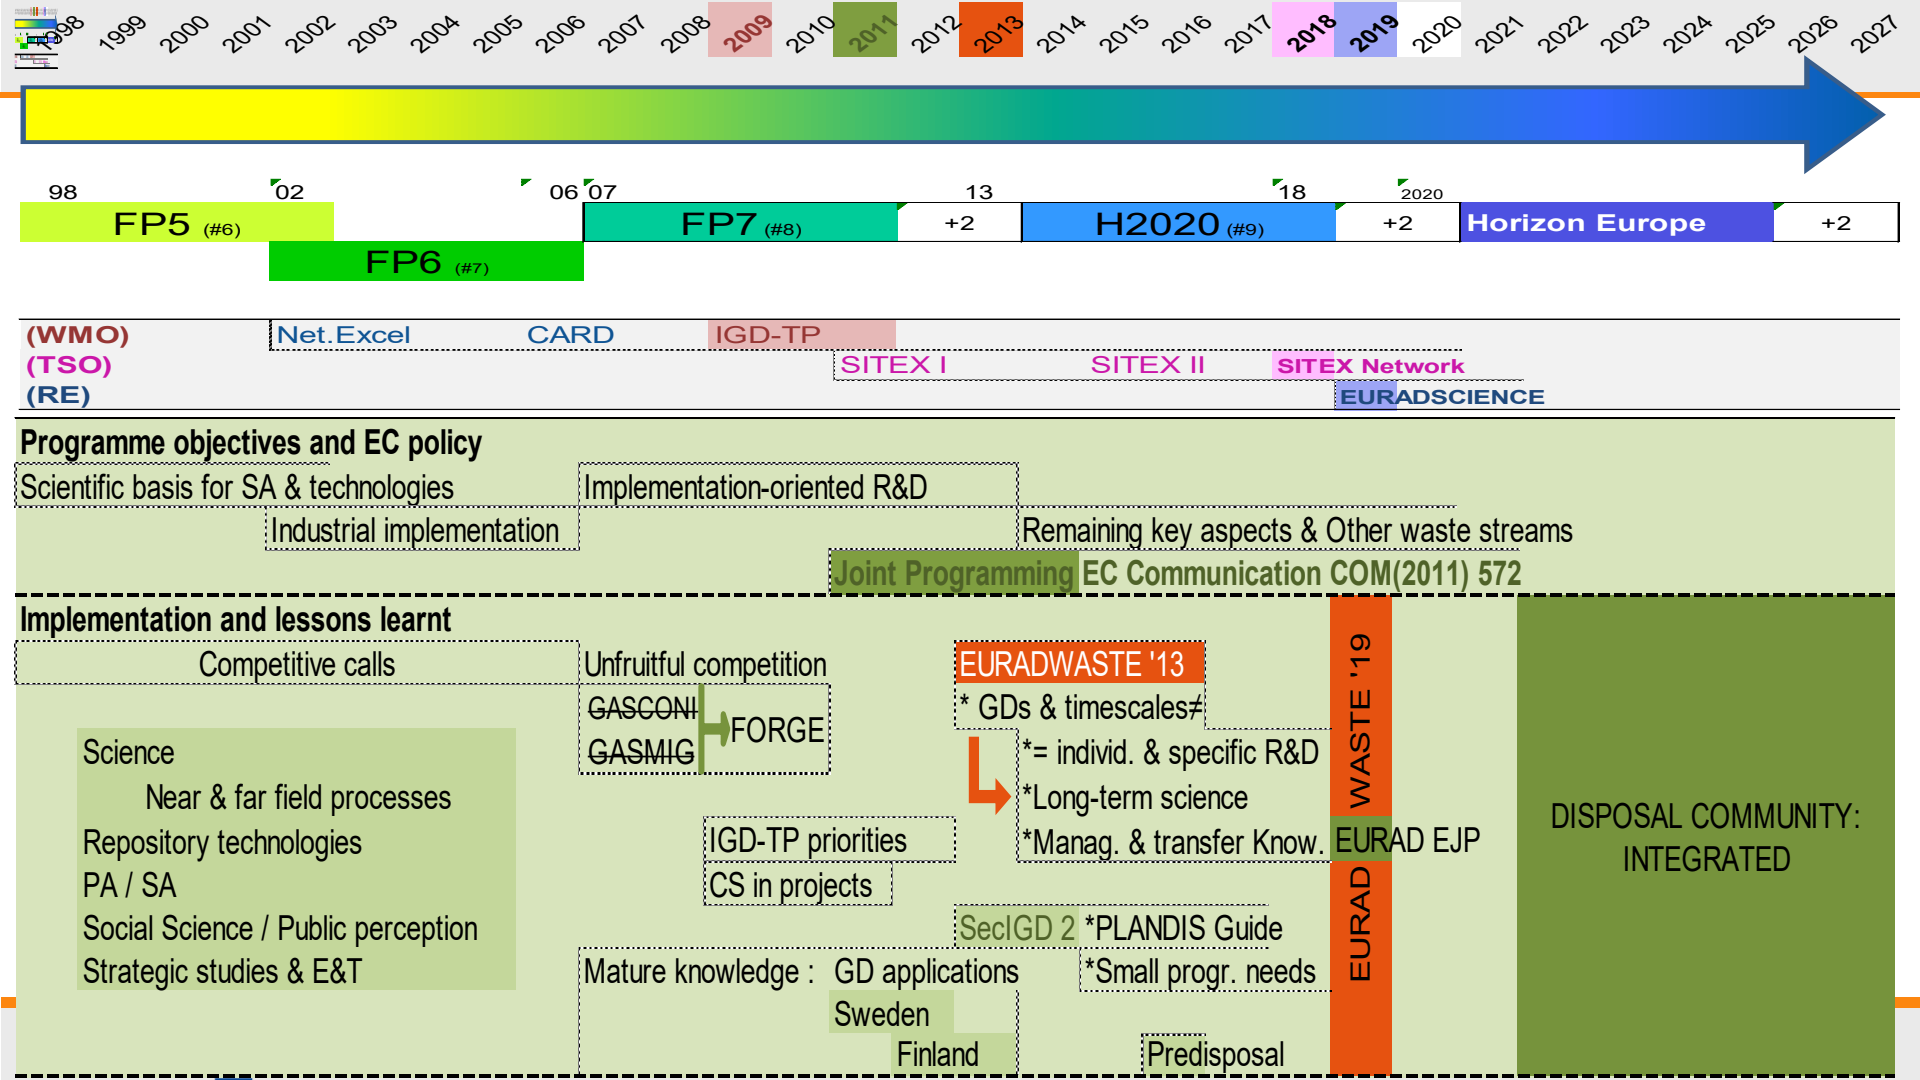 1998 1999 2000 2001 2002 2003 2004 2005 2006 2007 2008 2009 2010 2011 2012 2013 2014 2015 2016 2017 2018 2019 2020 2021 2022 2023 2024 2025 2026 2027
98 02 06 07 13 18 2020
FP5 (#6) FP7 (#8) +2 H2020 (#9) +2 Horizon Europe +2
FP6 (#7)
(WMO) Net.Excel CARD IGD-TP
(TSO) SITEX I SITEX II SITEX Network
(RE) EURADSCIENCE
Programme objectives and EC policy
Scientific basis for SA & technologies Implementation-oriented R&D
Industrial implementation Remaining key aspects & Other waste streams
Joint Programming EC Communication COM(2011) 572
Implementation and lessons learnt
Competitive calls Unfruitful competition EURADWASTE '13
GASCONI * GDs & timescales≠
FORGE
GASMIG
Science *= individ. & specific R&D
Near & far field processes *Long-term science
Repository technologies IGD-TP priorities *Manag. & transfer Know. EURAD EJP
PA / SA CS in projects
Social Science / Public perception SecIGD 2 *PLANDIS Guide
Strategic studies & E&T Mature knowledge : GD applications *Small progr. needs
Sweden
Finland Predisposal
EURAD WASTE '19
DISPOSAL COMMUNITY:
INTEGRATED